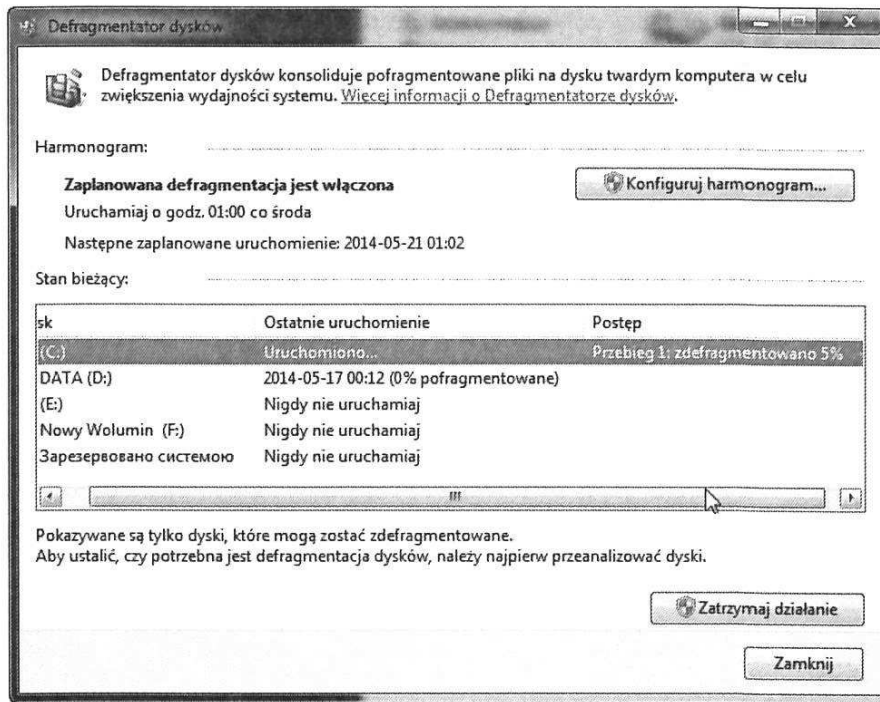 Defragmentator dysków
Defragmentator dysków konsoliduje pofragmentowane pliki na dysku twardym komputera w celu
zwiększenia wydajności systemu. Więcej informacji o Defragmentatorze dysków.
Harmonogram:
Zaplanowana defragmentacja jest włączona
Konfiguruj harmonogram...
Uruchamiaj o godz. 01:00 co środa
Następne zaplanowane uruchomienie: 2014-05-21 01:02
Stan bieżący:
sk Ostatnie uruchomienie Postęp
(C:) Uruchomiono... Przebieg 1: zdefragmentowano 5%
DATA (D:) 2014-05-17 00:12 (0% pofragmentowane)
(E:) Nigdy nie uruchamiaj
Nowy Wolumin (F:) Nigdy nie uruchamiaj
Зарезервовано системою Nigdy nie uruchamiaj
Pokazywane są tylko dyski, które mogą zostać zdefragmentowane.
Aby ustalić, czy potrzebna jest defragmentacja dysków, należy najpierw przeanalizować dyski.
Zatrzymaj działanie
Zamknij